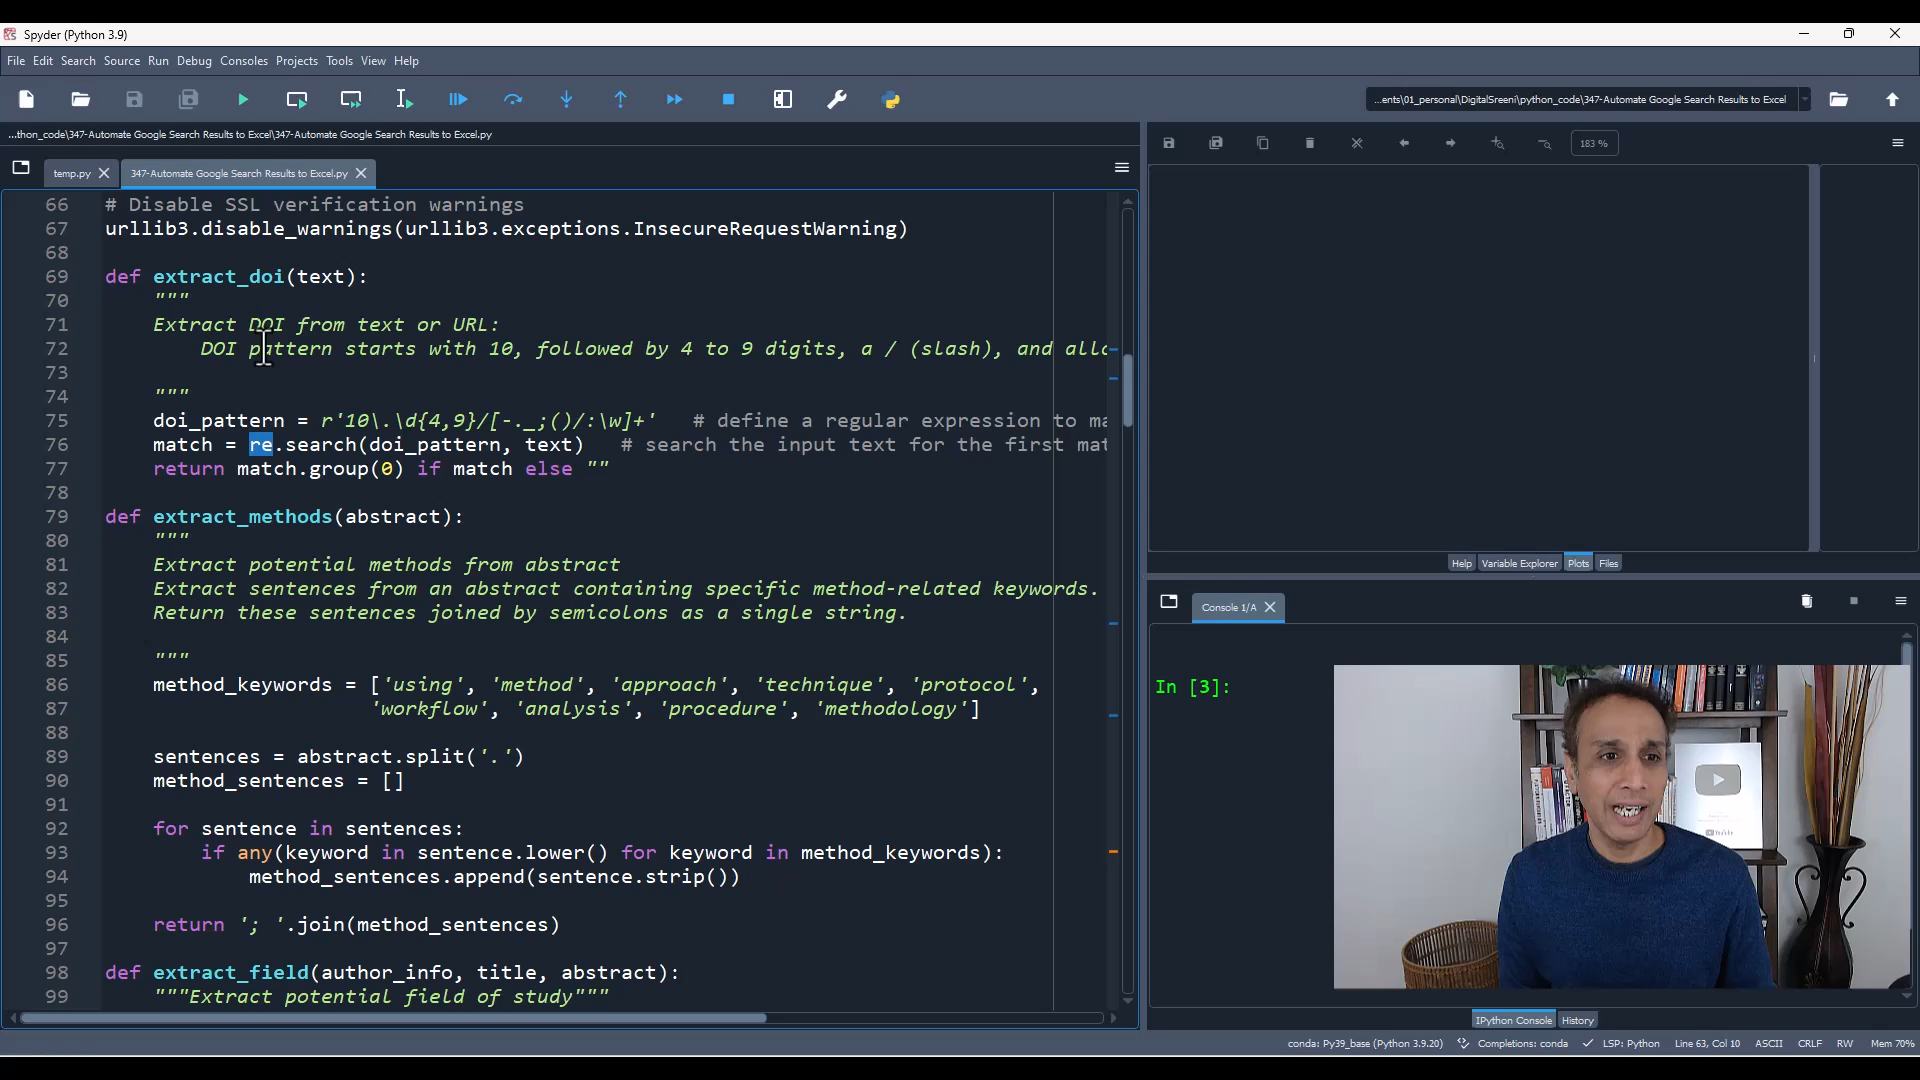 Spyder (Python 3.9)
File Edit Search Source Run Debug Consoles Projects Tools View Help
...ents\01_personal\DigitalSreeni\python_code\347-Automate Google Search Results to Excel
...thon_code\347-Automate Google Search Results to Excel\347-Automate Google Search Results to Excel.py
temp.py
347-Automate Google Search Results to Excel.py
183 %
66 # Disable SSL verification warnings
67 urllib3.disable_warnings(urllib3.exceptions.InsecureRequestWarning)
68
69 def extract_doi(text):
70 """
71 Extract DOI from text or URL:
72 DOI pattern starts with 10, followed by 4 to 9 digits, a / (slash), and allo
73
74 """
75 doi_pattern = r'10\.\d{4,9}/[-._;()/:\w]+' # define a regular expression to ma
76 match = re.search(doi_pattern, text) # search the input text for the first mat
77 return match.group(0) if match else ""
78
79 def extract_methods(abstract):
80 """
81 Extract potential methods from abstract
82 Extract sentences from an abstract containing specific method-related keywords.
83 Return these sentences joined by semicolons as a single string.
84
85 """
86 method_keywords = ['using', 'method', 'approach', 'technique', 'protocol',
87 'workflow', 'analysis', 'procedure', 'methodology']
88
89 sentences = abstract.split('.')
90 method_sentences = []
91
92 for sentence in sentences:
93 if any(keyword in sentence.lower() for keyword in method_keywords):
94 method_sentences.append(sentence.strip())
95
96 return '; '.join(method_sentences)
97
98 def extract_field(author_info, title, abstract):
99 """Extract potential field of study"""
Help Variable Explorer Plots Files
Console 1/A
In [3]:
YouTube
IPython Console History
conda: Py39_base (Python 3.9.20) Completions: conda LSP: Python Line 63, Col 10 ASCII CRLF RW Mem 70%